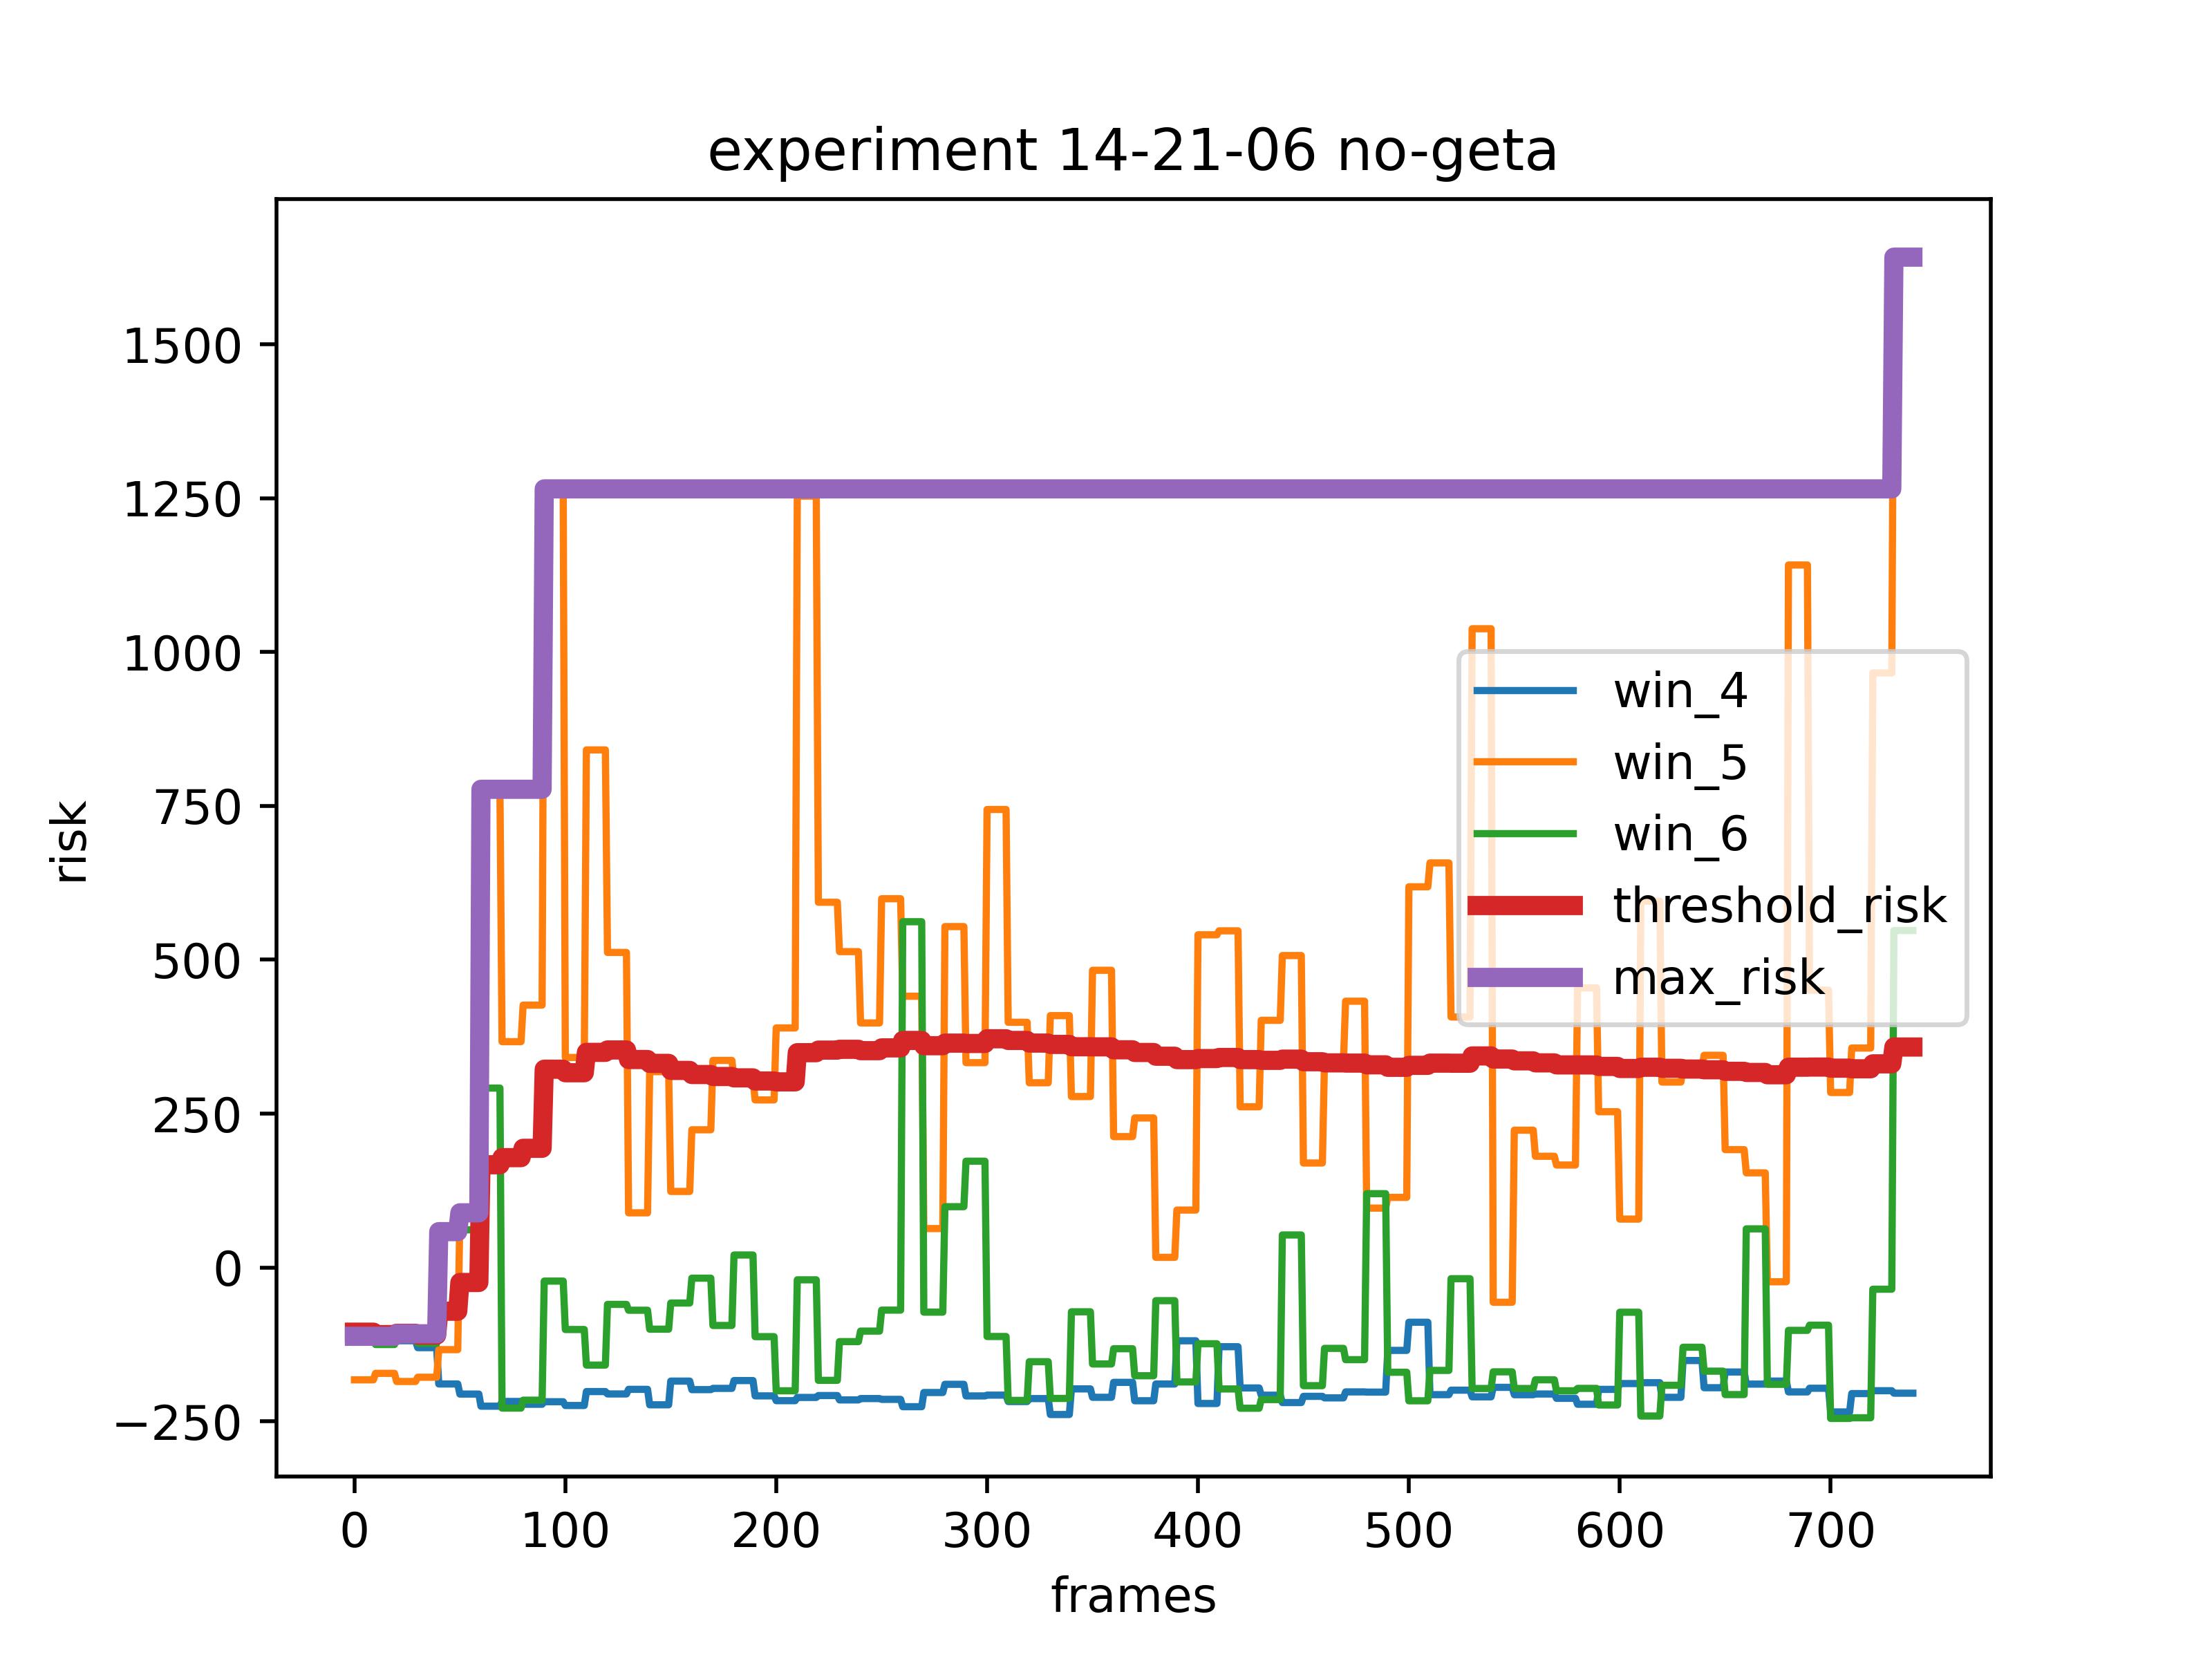 experiment 14-21-06 no-geta
risk
1500
1250
1000
750
500
250
0
−250
win_4
win_5
win_6
threshold_risk
max_risk
0 100 200 300 400 500 600 700
frames